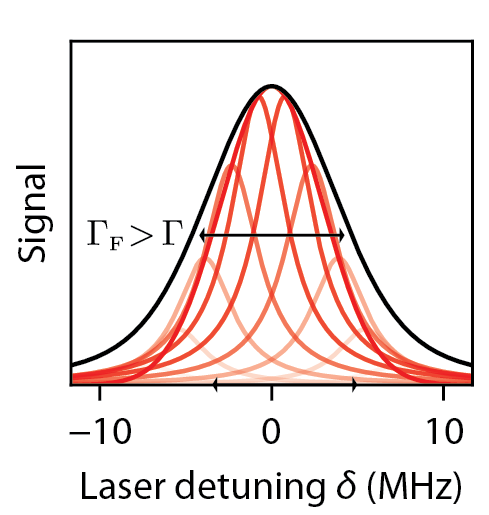 Signal
Γ_F > Γ
−10 0 10
Laser detuning δ (MHz)